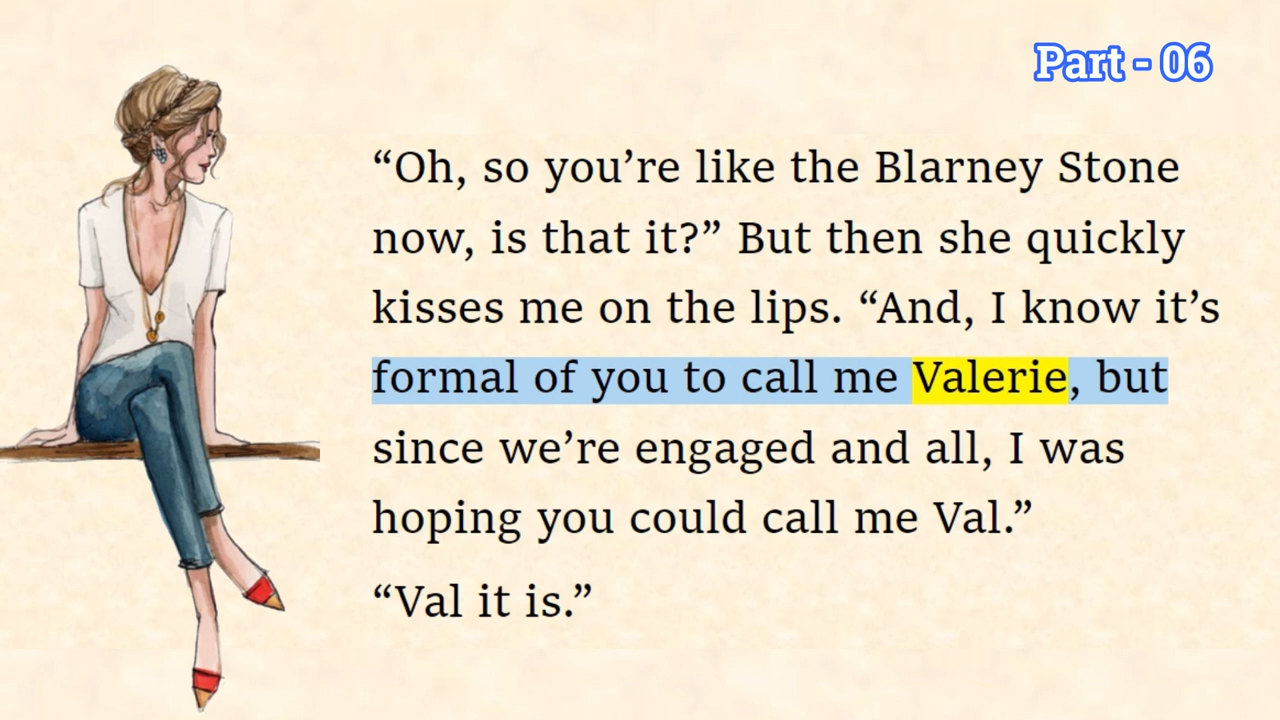 Part - 06
“Oh, so you’re like the Blarney Stone
now, is that it?” But then she quickly
kisses me on the lips. “And, I know it’s
formal of you to call me Valerie, but
since we’re engaged and all, I was
hoping you could call me Val.”
“Val it is.”